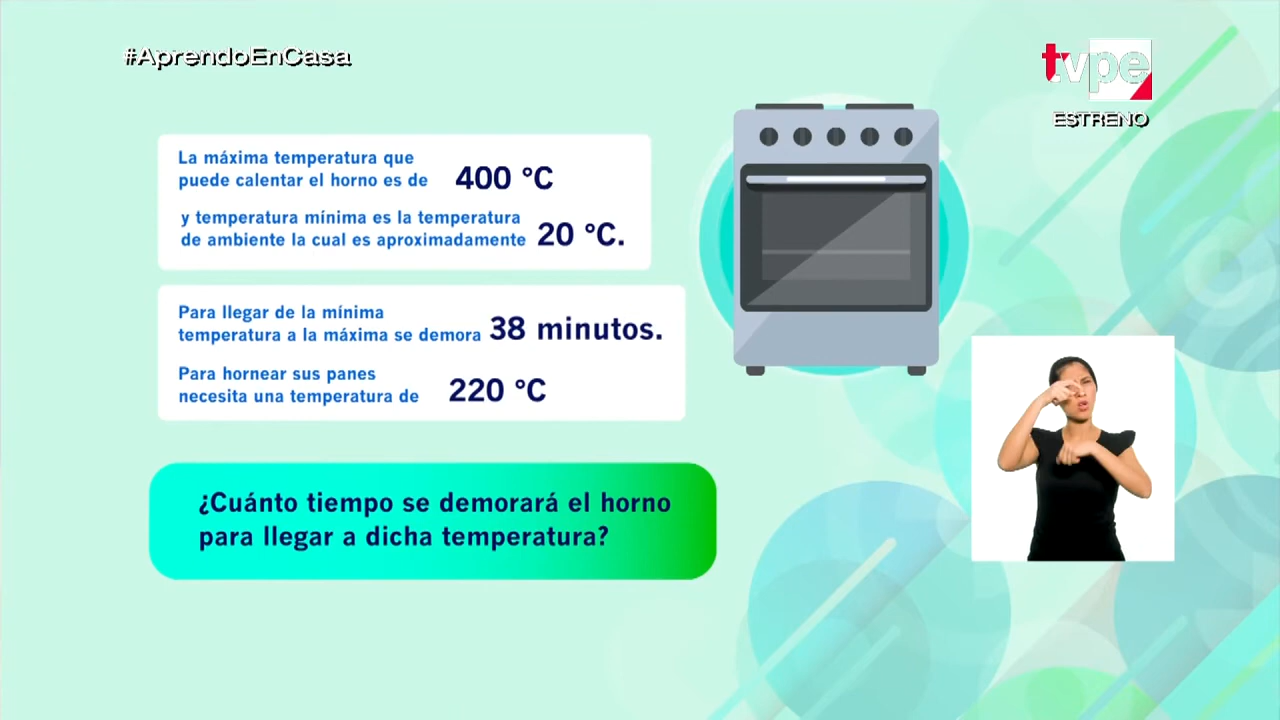 #AprendoEnCasa
tvpe
ESTRENO
La máxima temperatura que
puede calentar el horno es de 400 °C
y temperatura mínima es la temperatura
de ambiente la cual es aproximadamente 20 °C.
Para llegar de la mínima
temperatura a la máxima se demora 38 minutos.
Para hornear sus panes
necesita una temperatura de 220 °C
¿Cuánto tiempo se demorará el horno
para llegar a dicha temperatura?